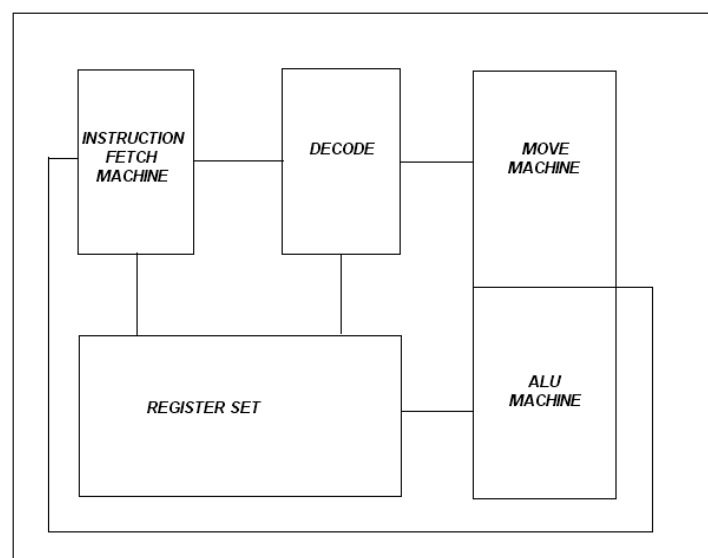 INSTRUCTION
FETCH
MACHINE
DECODE
MOVE
MACHINE
REGISTER SET
ALU
MACHINE